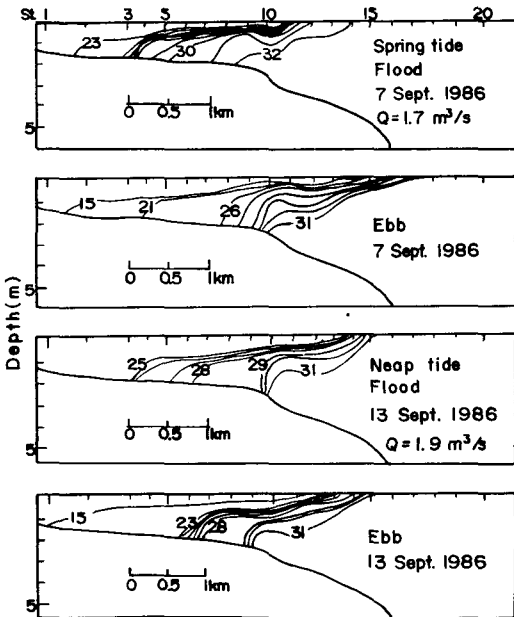 St. 1 3 5 10 15 20
23 30 32
Spring tide
Flood
7 Sept. 1986
Q=1.7 m³/s
0 0.5 1km
5
15 21 26 31
Ebb
7 Sept. 1986
0 0.5 1km
5
Depth(m)
25 28 29 31
Neap tide
Flood
13 Sept. 1986
Q=1.9 m³/s
0 0.5 1km
5
15 23 28 31
Ebb
13 Sept. 1986
0 0.5 1km
5